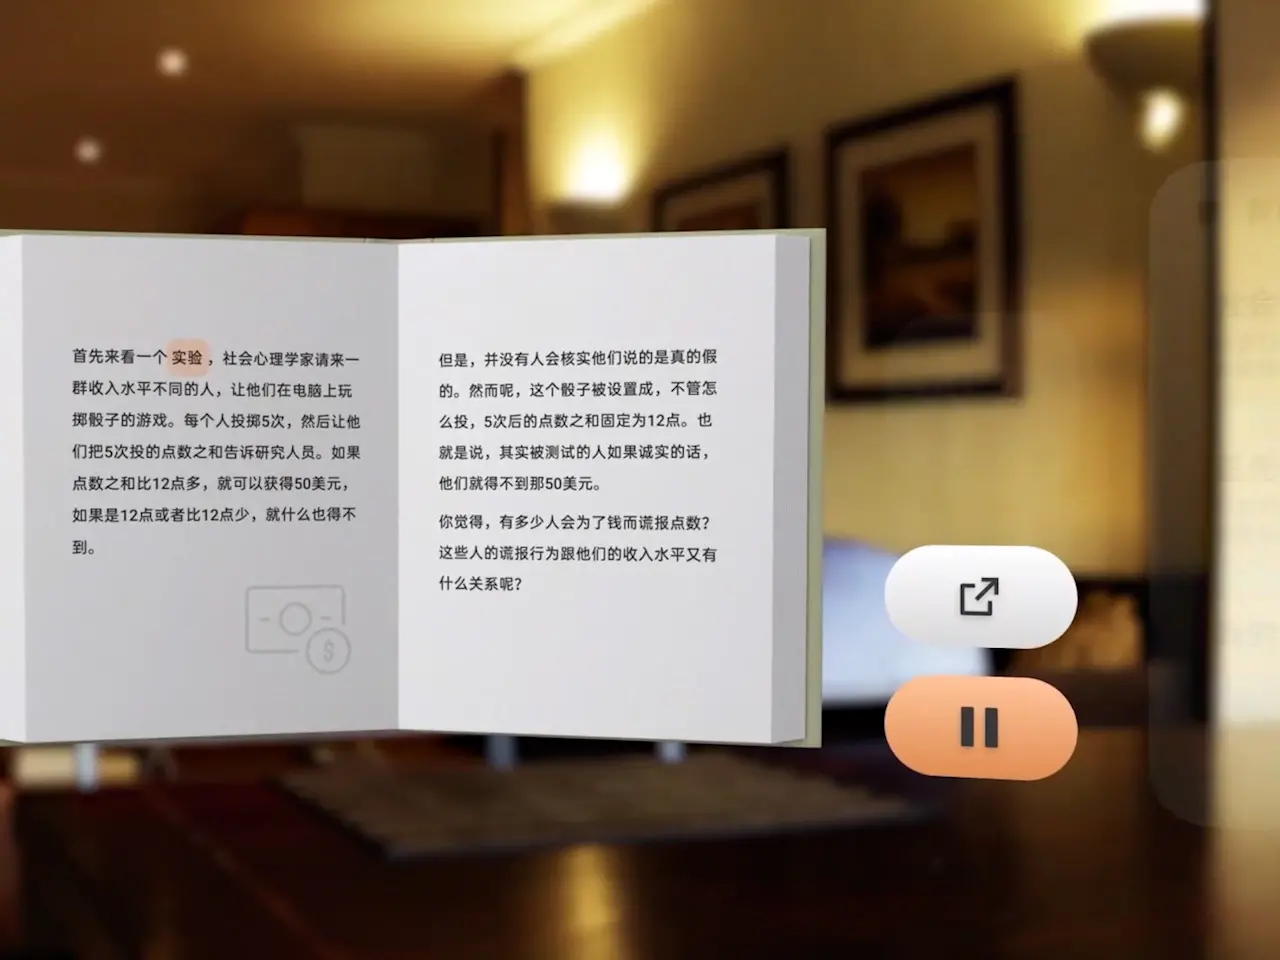 首先来看一个 实验 ，社会心理学家请来一
群收入水平不同的人，让他们在电脑上玩
掷骰子的游戏。每个人投掷5次，然后让他
们把5次投的点数之和告诉研究人员。如果
点数之和比12点多，就可以获得50美元，
如果是12点或者比12点少，就什么也得不
到。
$
但是，并没有人会核实他们说的是真的假
的。然而呢，这个骰子被设置成，不管怎
么投，5次后的点数之和固定为12点。也
就是说，其实被测试的人如果诚实的话，
他们就得不到那50美元。
你觉得，有多少人会为了钱而谎报点数？
这些人的谎报行为跟他们的收入水平又有
什么关系呢？